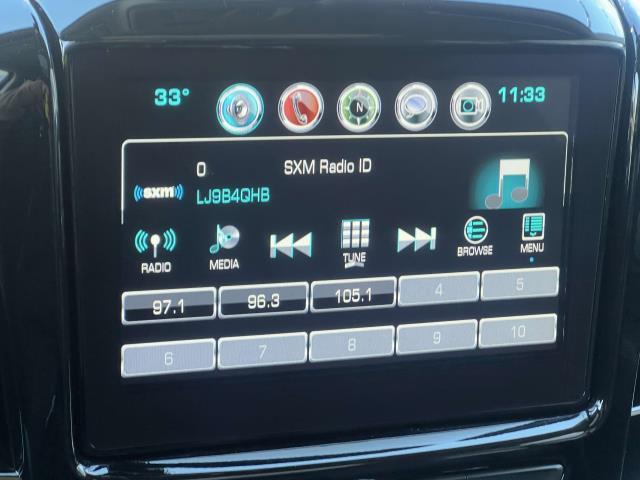 33° N 11:33
0 SXM Radio ID
((sxm)) LJ9B4QHB
RADIO MEDIA TUNE BROWSE MENU
97.1 96.3 105.1 4 5
6 7 8 9 10